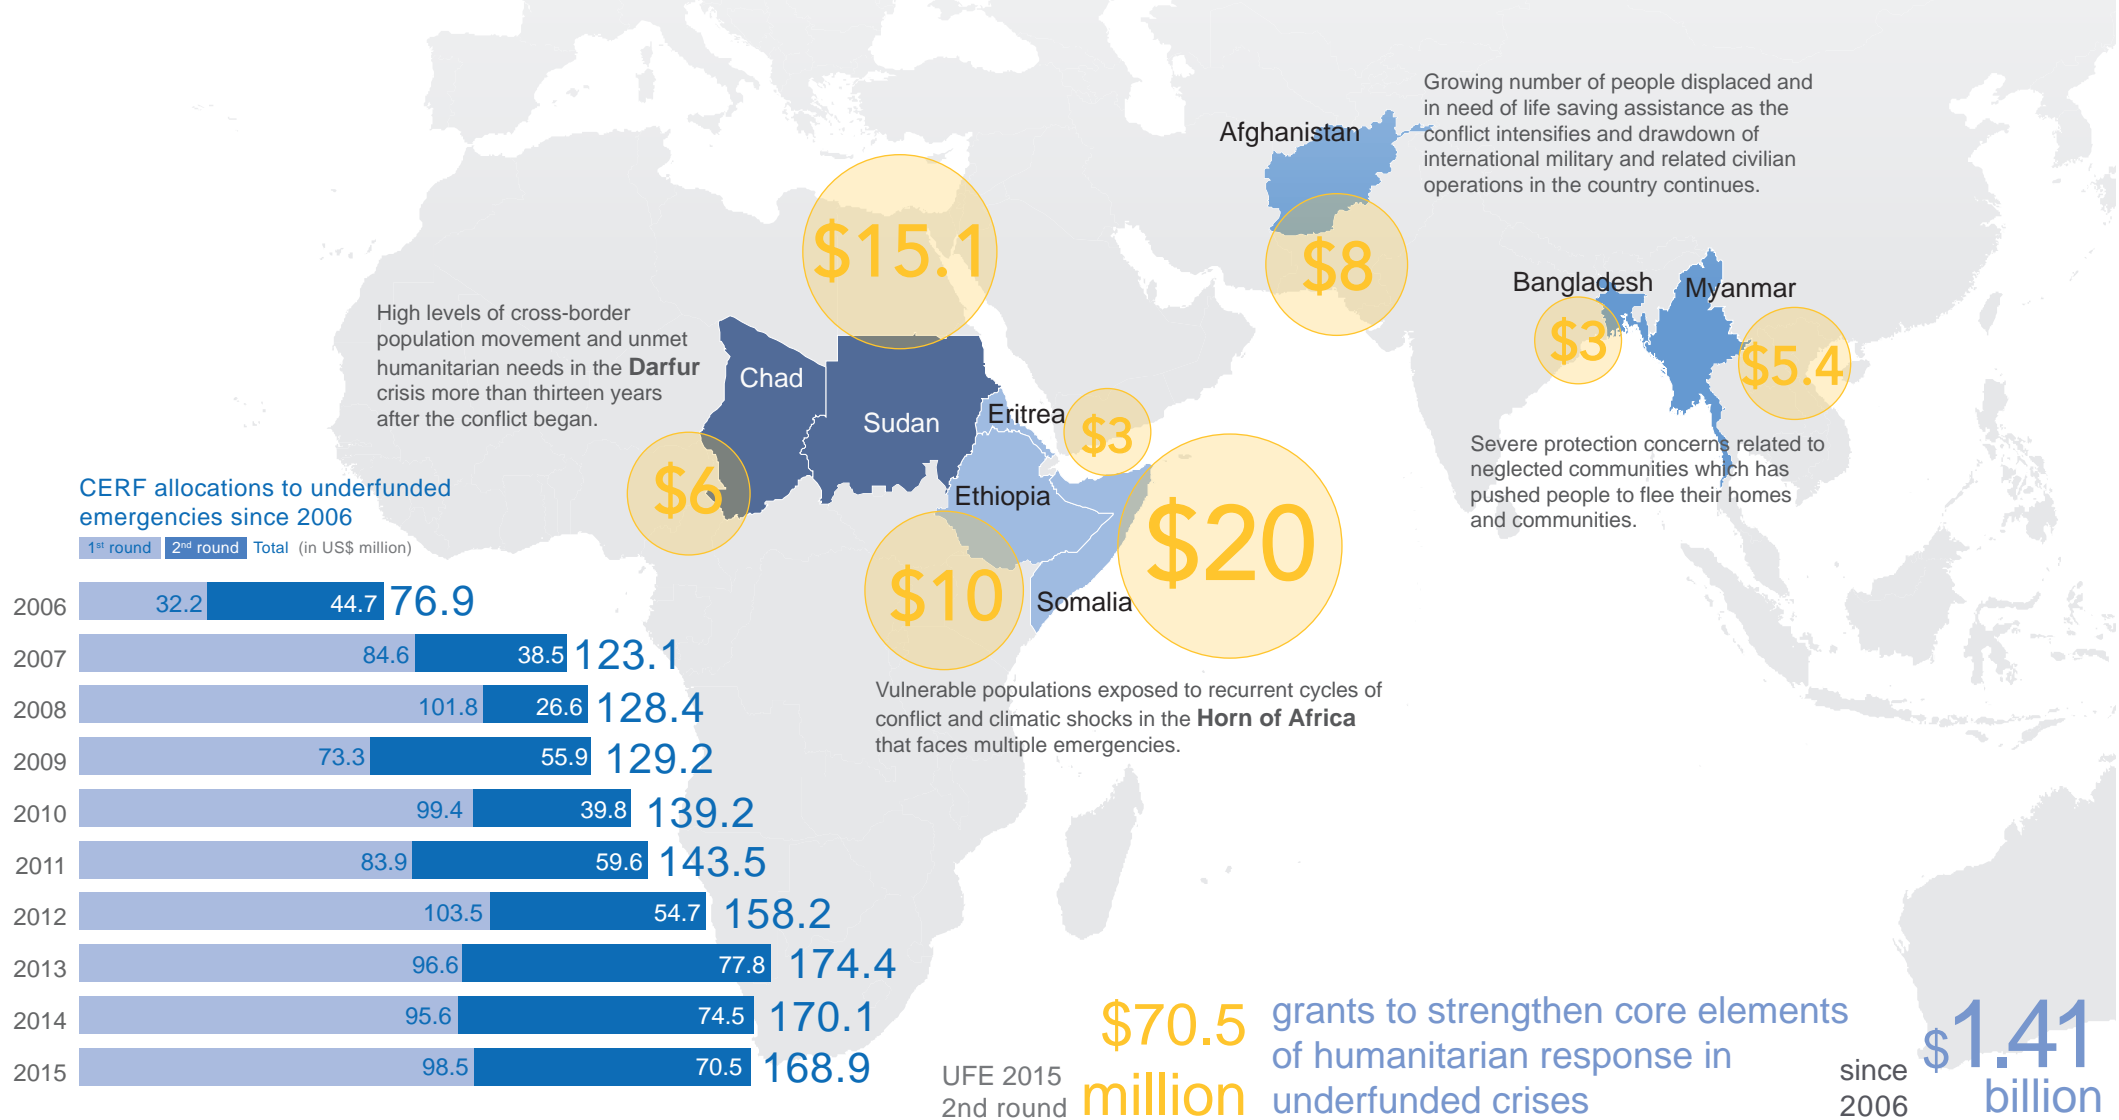 Growing number of people displaced and
in need of life saving assistance as the
conflict intensifies and drawdown of
international military and related civilian
operations in the country continues.
Afghanistan
$8
$15.1
Bangladesh
Myanmar
$3
$5.4
Severe protection concerns related to
neglected communities which has
pushed people to flee their homes
and communities.
High levels of cross-border
population movement and unmet
humanitarian needs in the Darfur
crisis more than thirteen years
after the conflict began.
Chad
Sudan
Eritrea
$3
$6
Ethiopia
$20
$10
Somalia
Vulnerable populations exposed to recurrent cycles of
conflict and climatic shocks in the Horn of Africa
that faces multiple emergencies.
CERF allocations to underfunded
emergencies since 2006
1st round 2nd round Total (in US$ million)
2006 32.2 44.7 76.9
2007 84.6 38.5 123.1
2008 101.8 26.6 128.4
2009 73.3 55.9 129.2
2010 99.4 39.8 139.2
2011 83.9 59.6 143.5
2012 103.5 54.7 158.2
2013 96.6 77.8 174.4
2014 95.6 74.5 170.1
2015 98.5 70.5 168.9
UFE 2015
2nd round
$70.5
million
grants to strengthen core elements
of humanitarian response in
underfunded crises
since
2006
$1.41
billion